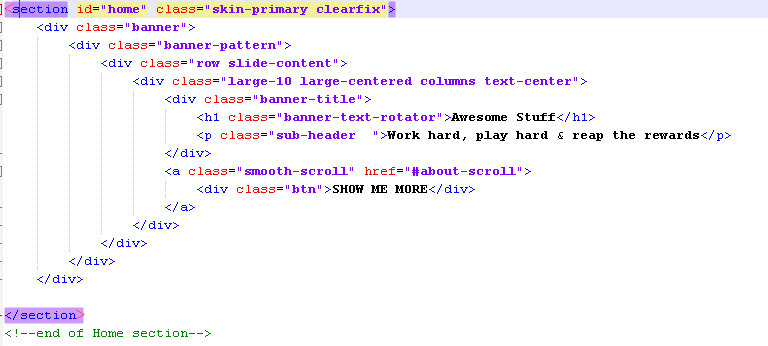 <section id="home" class="skin-primary clearfix">
<div class="banner">
<div class="banner-pattern">
<div class="row slide-content">
<div class="large-10 large-centered columns text-center">
<div class="banner-title">
<h1 class="banner-text-rotator">Awesome Stuff</h1>
<p class="sub-header  ">Work hard, play hard & reap the rewards</p>
</div>
<a class="smooth-scroll" href="#about-scroll">
<div class="btn">SHOW ME MORE</div>
</a>
</div>
</div>
</div>
</div>
</section>
<!--end of Home section-->